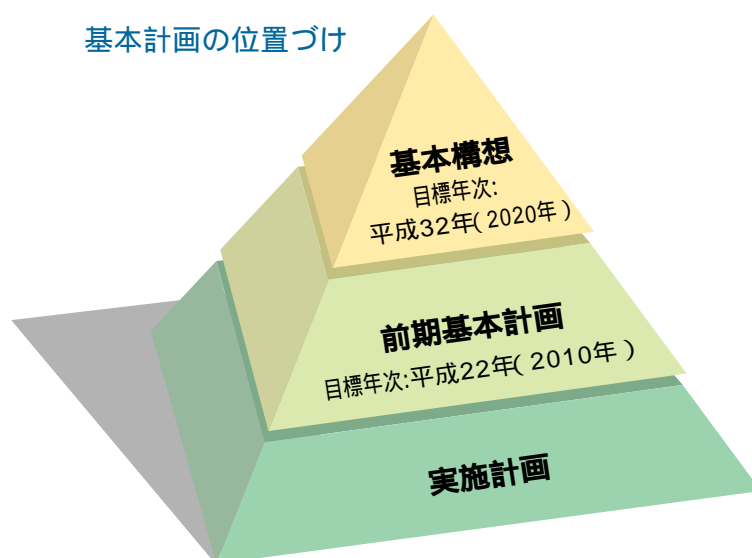 基本計画の位置づけ
基本構想
目標年次:
平成32年(2020年)
前期基本計画
目標年次:平成22年(2010年)
実施計画